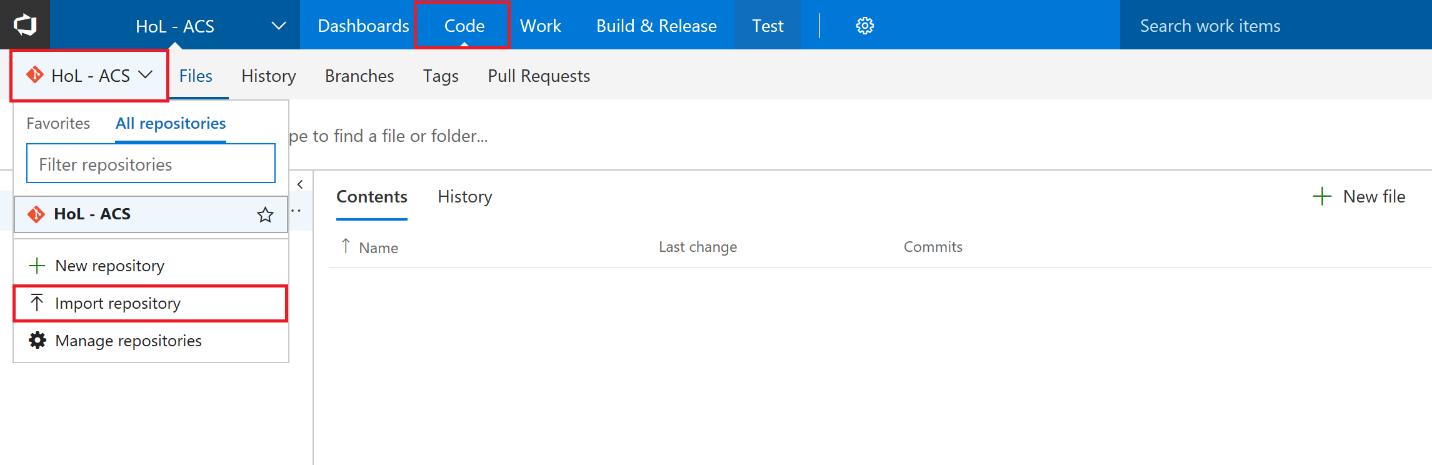 HoL - ACS
Dashboards Code Work Build & Release Test
Search work items
HoL - ACS
Files History Branches Tags Pull Requests
Favorites All repositories
pe to find a file or folder...
Filter repositories
HoL - ACS
New repository
Import repository
Manage repositories
Contents History
New file
Name Last change Commits